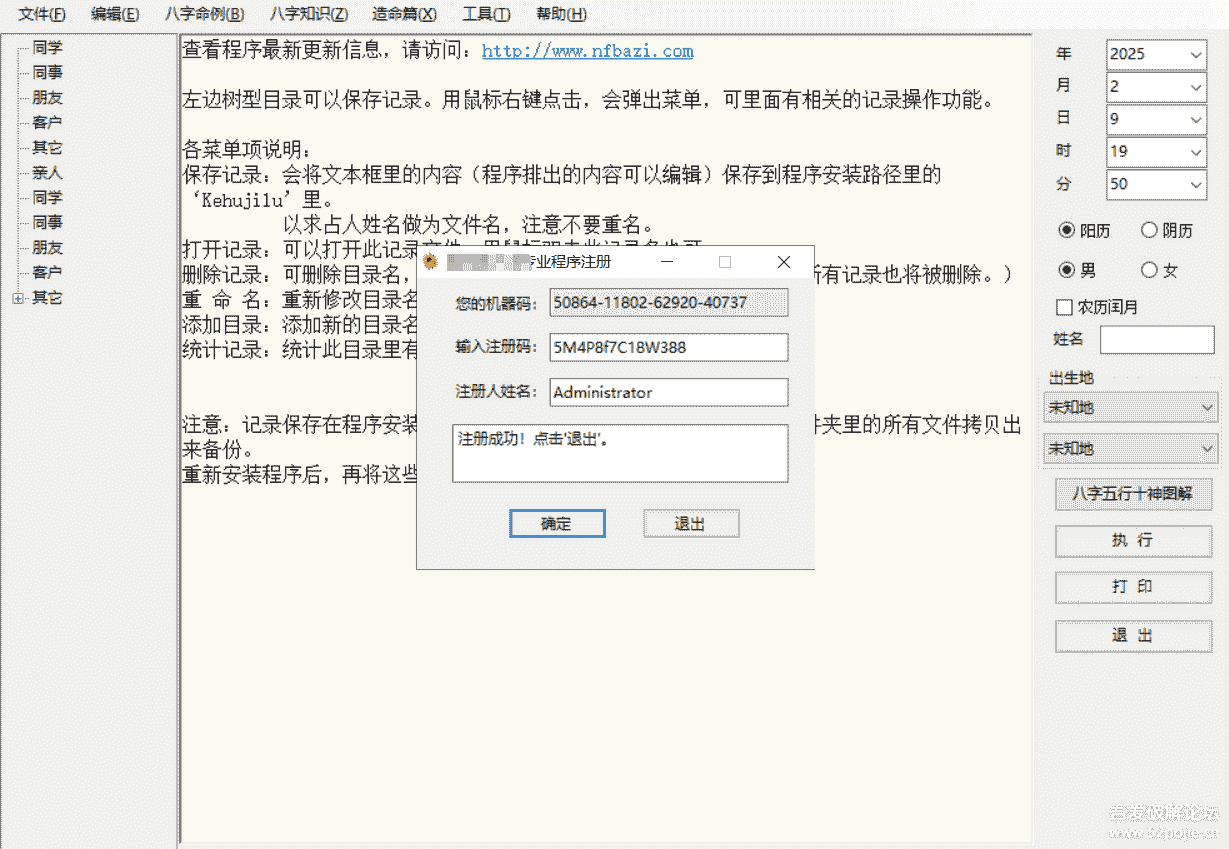 文件(F) 编辑(E) 八字命例(B) 八字知识(Z) 造命篇(X) 工具(T) 帮助(H)
同学
同事
朋友
客户
其它
亲人
同学
同事
朋友
客户
其它
查看程序最新更新信息，请访问：http://www.nfbazi.com
左边树型目录可以保存记录。用鼠标右键点击，会弹出菜单，可里面有相关的记录操作功能。
各菜单项说明：
保存记录：会将文本框里的内容（程序排出的内容可以编辑）保存到程序安装路径里的
‘Kehujilu’里。
以求占人姓名做为文件名，注意不要重名。
打开记录：可以打开此记录
删除记录：可删除目录名，
所有记录也将被删除。）
重 命 名：重新修改目录名
添加目录：添加新的目录名
统计记录：统计此目录里有
注意：记录保存在程序安装
件夹里的所有文件拷贝出
来备份。
重新安装程序后，再将这些
专业程序注册
您的机器码：
50864-11802-62920-40737
输入注册码：
5M4P8f7C18W388
注册人姓名：
Administrator
注册成功！点击'退出'。
确定
退出
年 2025
月 2
日 9
时 19
分 50
阳历 阴历
男 女
农历闰月
姓名
出生地
未知地
未知地
八字五行十神图解
执 行
打 印
退 出
吾爱破解论坛
www.52pojie.cn